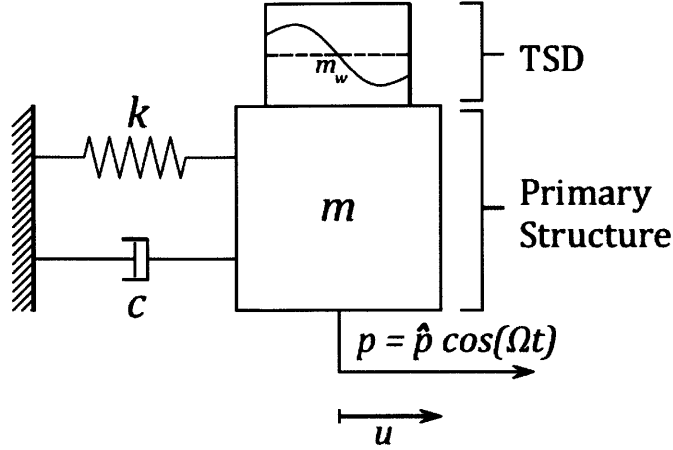 TSD
m_w
k
m
Primary
Structure
c
p = p̂ cos(Ωt)
u